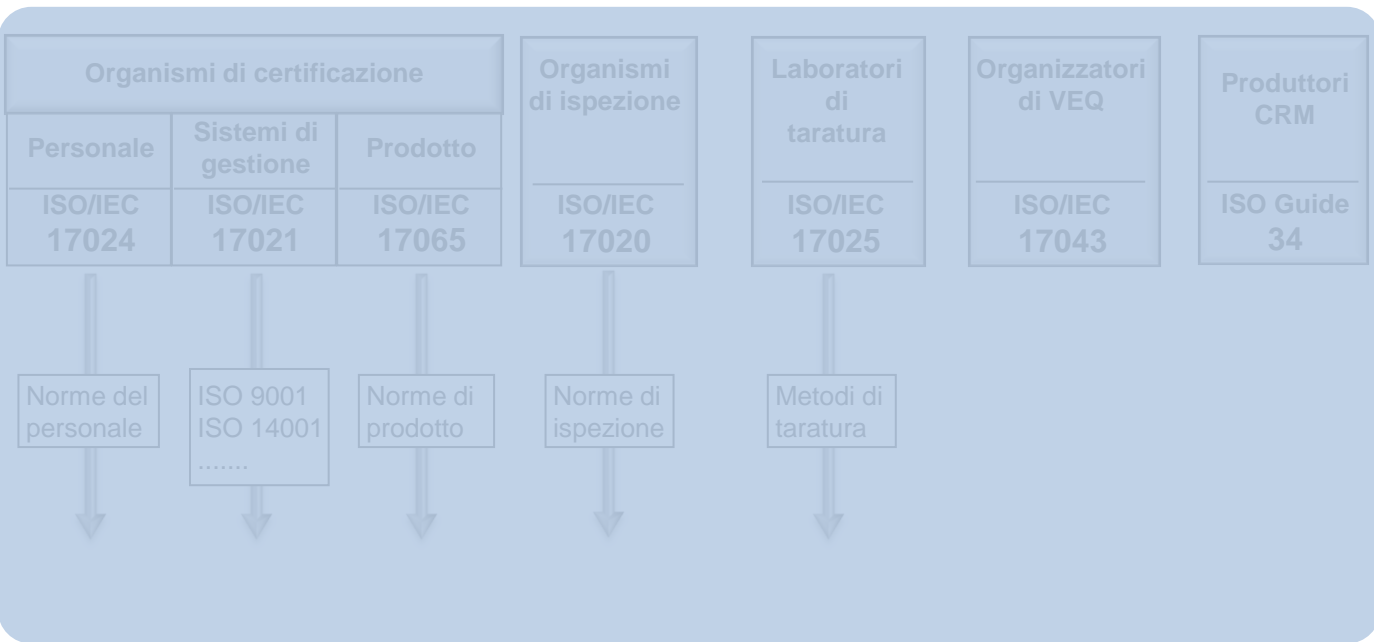 Organismi di certificazione
Personale
Sistemi di
gestione
Prodotto
ISO/IEC
17024
ISO/IEC
17021
ISO/IEC
17065
Organismi
di ispezione
ISO/IEC
17020
Laboratori
di
taratura
ISO/IEC
17025
Organizzatori
di VEQ
ISO/IEC
17043
Produttori
CRM
ISO Guide
34
Norme del
personale
ISO 9001
ISO 14001
.......
Norme di
prodotto
Norme di
ispezione
Metodi di
taratura